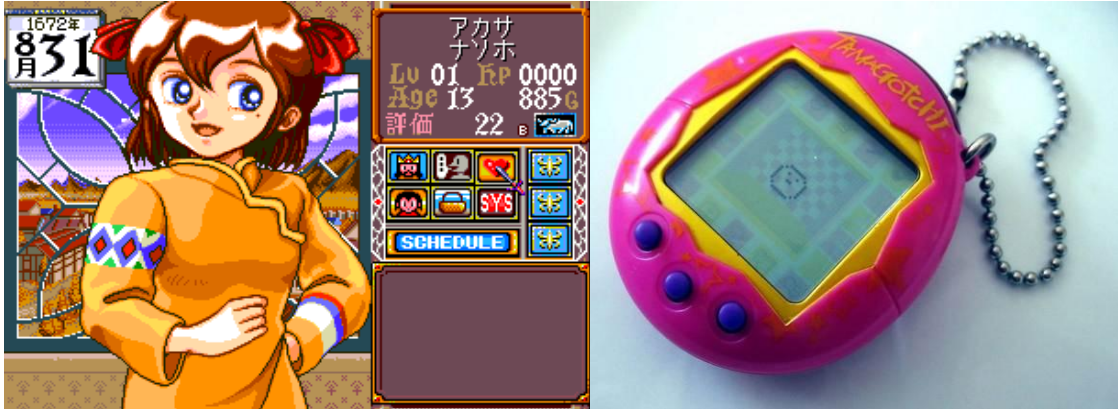 1672年
8月31
アカサ
ナソホ
Lv 01 Rp 0000
Age 13 885G
評価 22 B
SYS
SCHEDULE
TAMAGOTCHI